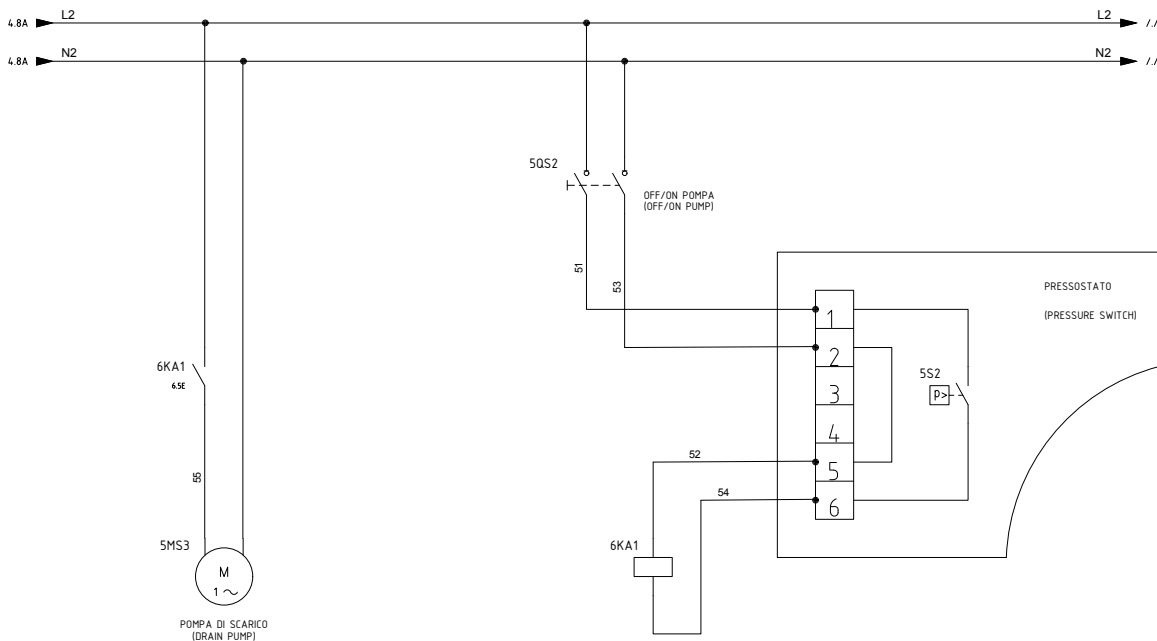 4.8A L2 L2 /./
4.8A N2 N2 /./
5QS2
OFF/ON POMPA
(OFF/ON PUMP)
51
53
PRESSOSTATO
(PRESSURE SWITCH)
1
2
3
4
5
6
5S2
P>
6KA1
6.5E
52
54
55
5MS3
M
1 ~
6KA1
POMPA DI SCARICO
(DRAIN PUMP)